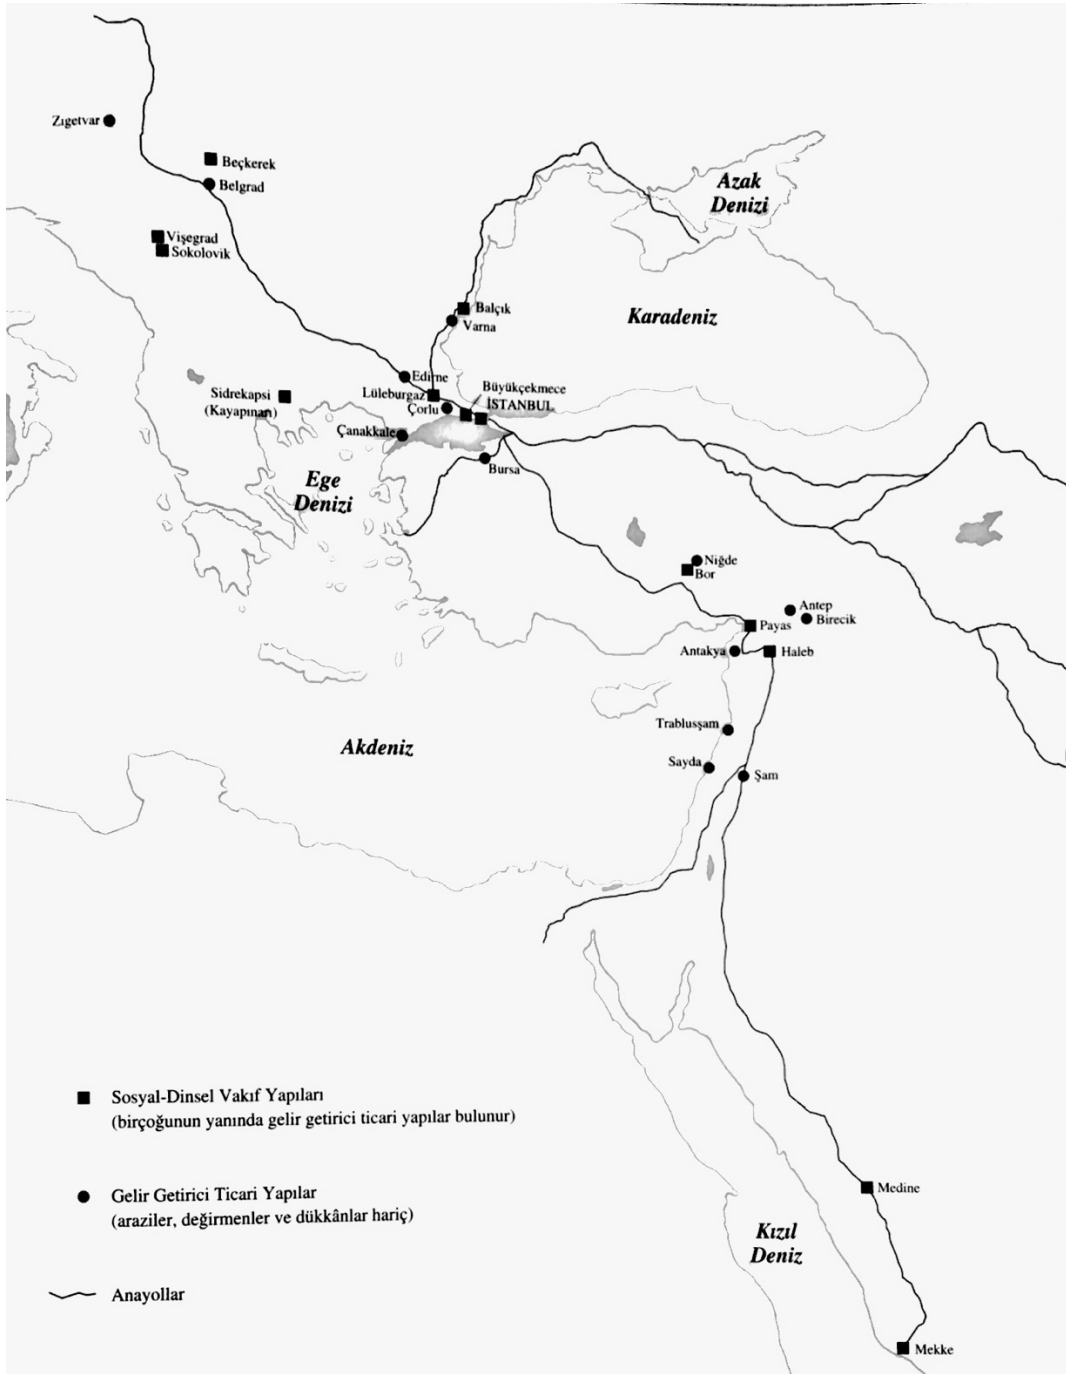 Zıgetvar
Beçkerek
Belgrad
Azak
Denizi
Vişegrad
Sokolovik
Balçık
Varna
Karadeniz
Edirne
Sidrekapsi
(Kayapınarı)
Lüleburgaz
Büyükçekmece
İSTANBUL
Çorlu
Çanakkale
Bursa
Ege
Denizi
Niğde
Bor
Antep
Birecik
Payas
Antakya
Haleb
Trablusşam
Akdeniz
Sayda
Şam
Sosyal-Dinsel Vakıf Yapıları
(birçoğunun yanında gelir getirici ticari yapılar bulunur)
Gelir Getirici Ticari Yapılar
(araziler, değirmenler ve dükkânlar hariç)
Medine
Kızıl
Deniz
Anayollar
Mekke